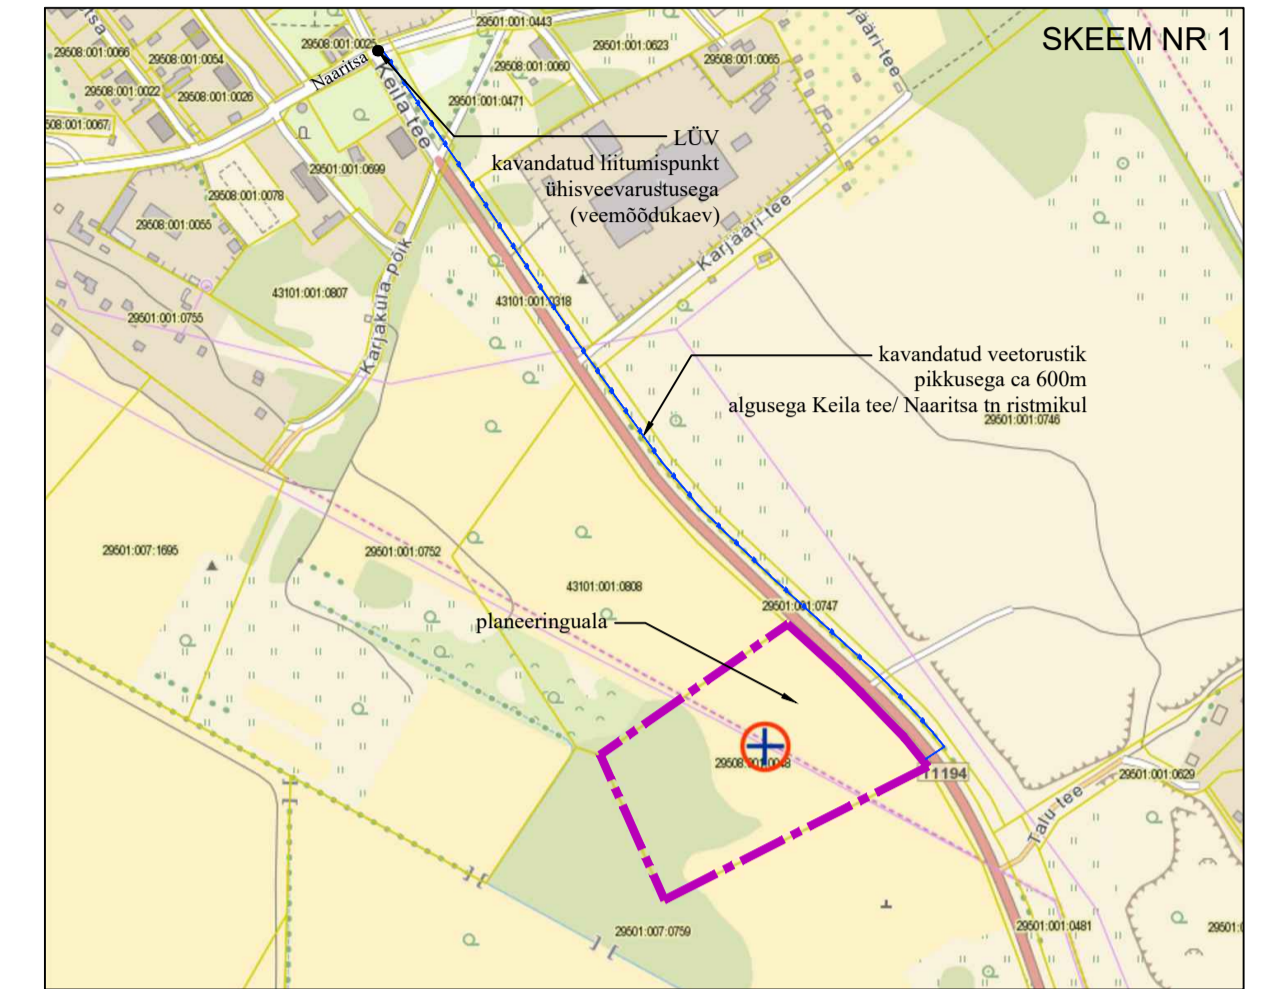 SKEEM NR 1
29501:001:0443
29508:001:0066
29508:001:0054
29501:001:0623
29508:001:0060
29508:001:0065
29508:001:0022
29508:001:0026
Naaritsa
Keila tee
29501:001:0471
LÜV
kavandatud liitumispunkt
ühisveevarustusega
(veemõõdukaev)
29501:001:0699
29508:001:0078
29508:001:0055
Karjääri tee
43101:001:0807
43101:001:0318
29501:001:0755
Karjaküla põik
kavandatud veetorustik
pikkusega ca 600m
algusega Keila tee/ Naaritsa tn ristmikul
29501:001:0746
29501:007:1695
29501:001:0752
43101:001:0808
29501:001:0747
planeeringuala
29508:001:0048
11194
29501:001:0629
Talu tee
29501:007:0759
29501:001:0481